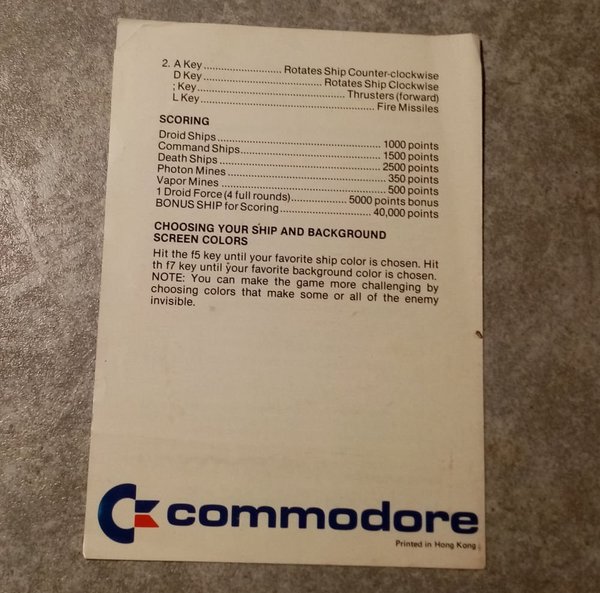 2. A Key........................ Rotates Ship Counter-clockwise
D Key.................................... Rotates Ship Clockwise
; Key.......................................... Thrusters (forward)
L Key.................................................... Fire Missiles
SCORING
Droid Ships.................................................. 1000 points
Command Ships.......................................... 1500 points
Death Ships................................................ 2500 points
Photon Mines............................................... 350 points
Vapor Mines.................................................. 500 points
1 Droid Force (4 full rounds)................. 5000 points bonus
BONUS SHIP for Scoring........................... 40,000 points
CHOOSING YOUR SHIP AND BACKGROUND
SCREEN COLORS
Hit the f5 key until your favorite ship color is chosen. Hit
th f7 key until your favorite background color is chosen.
NOTE: You can make the game more challenging by
choosing colors that make some or all of the enemy
invisible.
commodore
Printed in Hong Kong